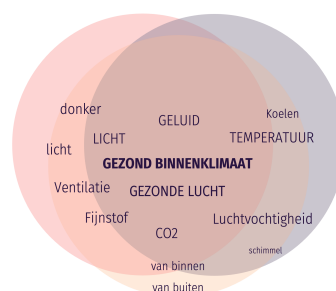 donker
GELUID
Koelen
licht
LICHT
TEMPERATUUR
GEZOND BINNENKLIMAAT
Ventilatie
GEZONDE LUCHT
Fijnstof
CO2
Luchtvochtigheid
schimmel
van binnen
van buiten